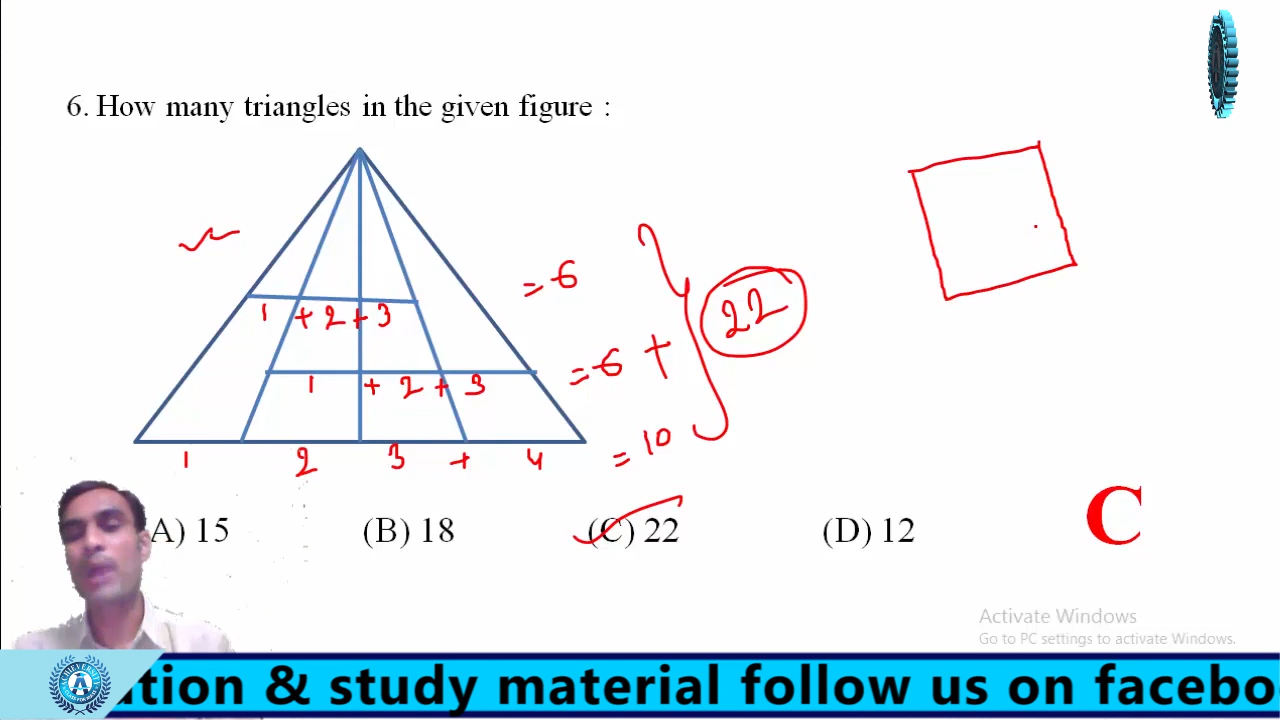 6. How many triangles in the given figure :
1 + 2 + 3 = 6
1 + 2 + 3 = 6 +
22
1 2 3 + 4 = 10
A) 15 (B) 18 (C) 22 (D) 12
C
Activate Windows
Go to PC settings to activate Windows.
ation & study material follow us on facebo